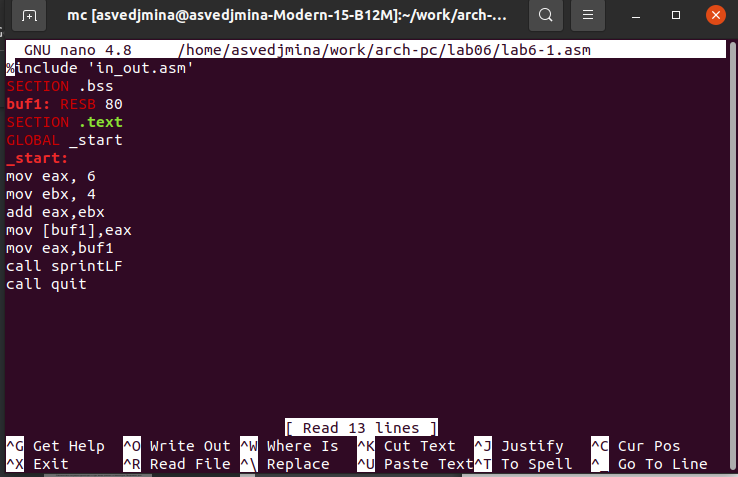 mc [asvedjmina@asvedjmina-Modern-15-B12M]:~/work/arch-...
GNU nano 4.8 /home/asvedjmina/work/arch-pc/lab06/lab6-1.asm
%include 'in_out.asm'
SECTION .bss
buf1: RESB 80
SECTION .text
GLOBAL _start
_start:
mov eax, 6
mov ebx, 4
add eax,ebx
mov [buf1],eax
mov eax,buf1
call sprintLF
call quit
[ Read 13 lines ]
^G Get Help ^O Write Out ^W Where Is ^K Cut Text ^J Justify ^C Cur Pos
^X Exit ^R Read File ^\ Replace ^U Paste Text ^T To Spell ^_ Go To Line